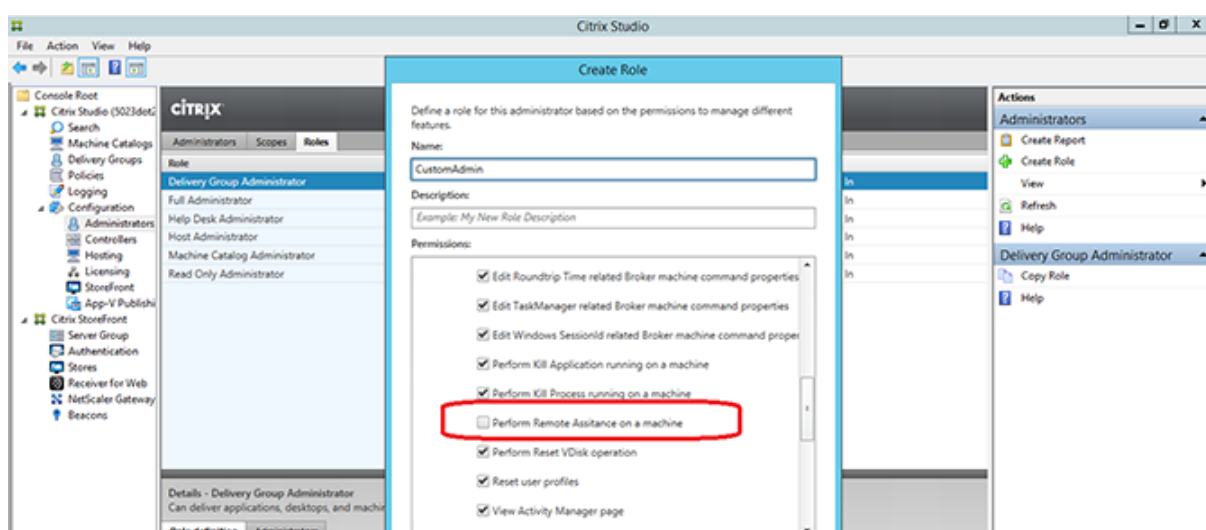 Citrix Studio
File Action View Help
Create Role
Console Root
Citrix Studio (5023det2
Search
Machine Catalogs
Delivery Groups
Policies
Logging
Configuration
Administrators
Controllers
Hosting
Licensing
StoreFront
App-V Publishi
Citrix StoreFront
Server Group
Authentication
Stores
Receiver for Web
NetScaler Gateway
Beacons
CITRIX
Administrators Scopes Roles
Role
Delivery Group Administrator
Full Administrator
Help Desk Administrator
Host Administrator
Machine Catalog Administrator
Read Only Administrator
Details - Delivery Group Administrator
Can deliver applications, desktops, and machin
Role definition Administrators
Define a role for this administrator based on the permissions to manage different
features.
Name:
CustomAdmin
Description:
Example: My New Role Description
Permissions:
Edit Roundtrip Time related Broker machine command properties
Edit TaskManager related Broker machine command properties
Edit Windows SessionId related Broker machine command proper
Perform Kill Application running on a machine
Perform Kill Process running on a machine
Perform Remote Assitance on a machine
Perform Reset VDisk operation
Reset user profiles
View Activity Manager page
In
In
In
In
In
In
Actions
Administrators
Create Report
Create Role
View
Refresh
Help
Delivery Group Administrator
Copy Role
Help